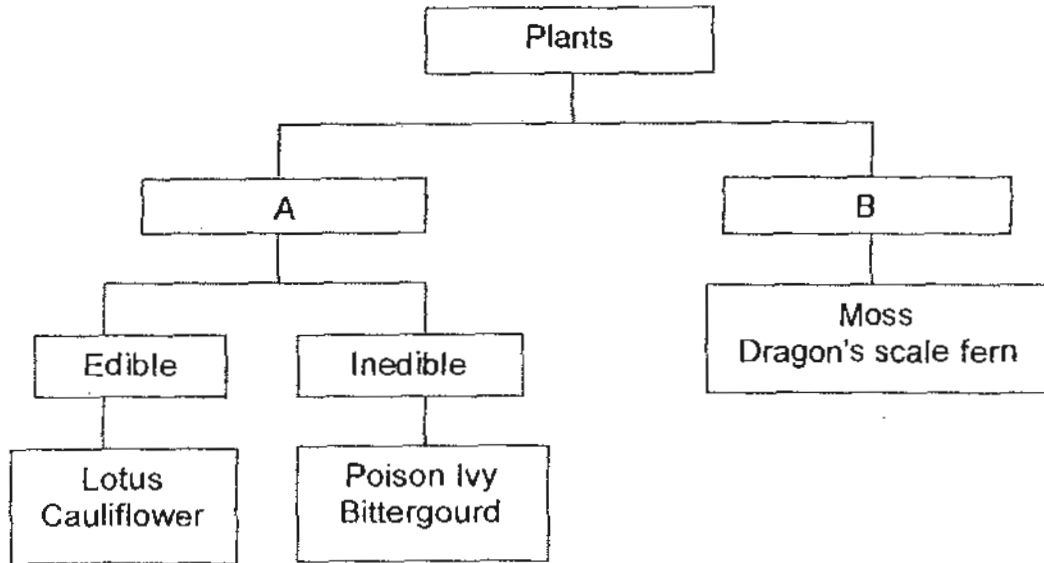 Plants
A
B
Edible
Inedible
Moss
Dragon's scale fern
Lotus
Cauliflower
Poison Ivy
Bittergourd